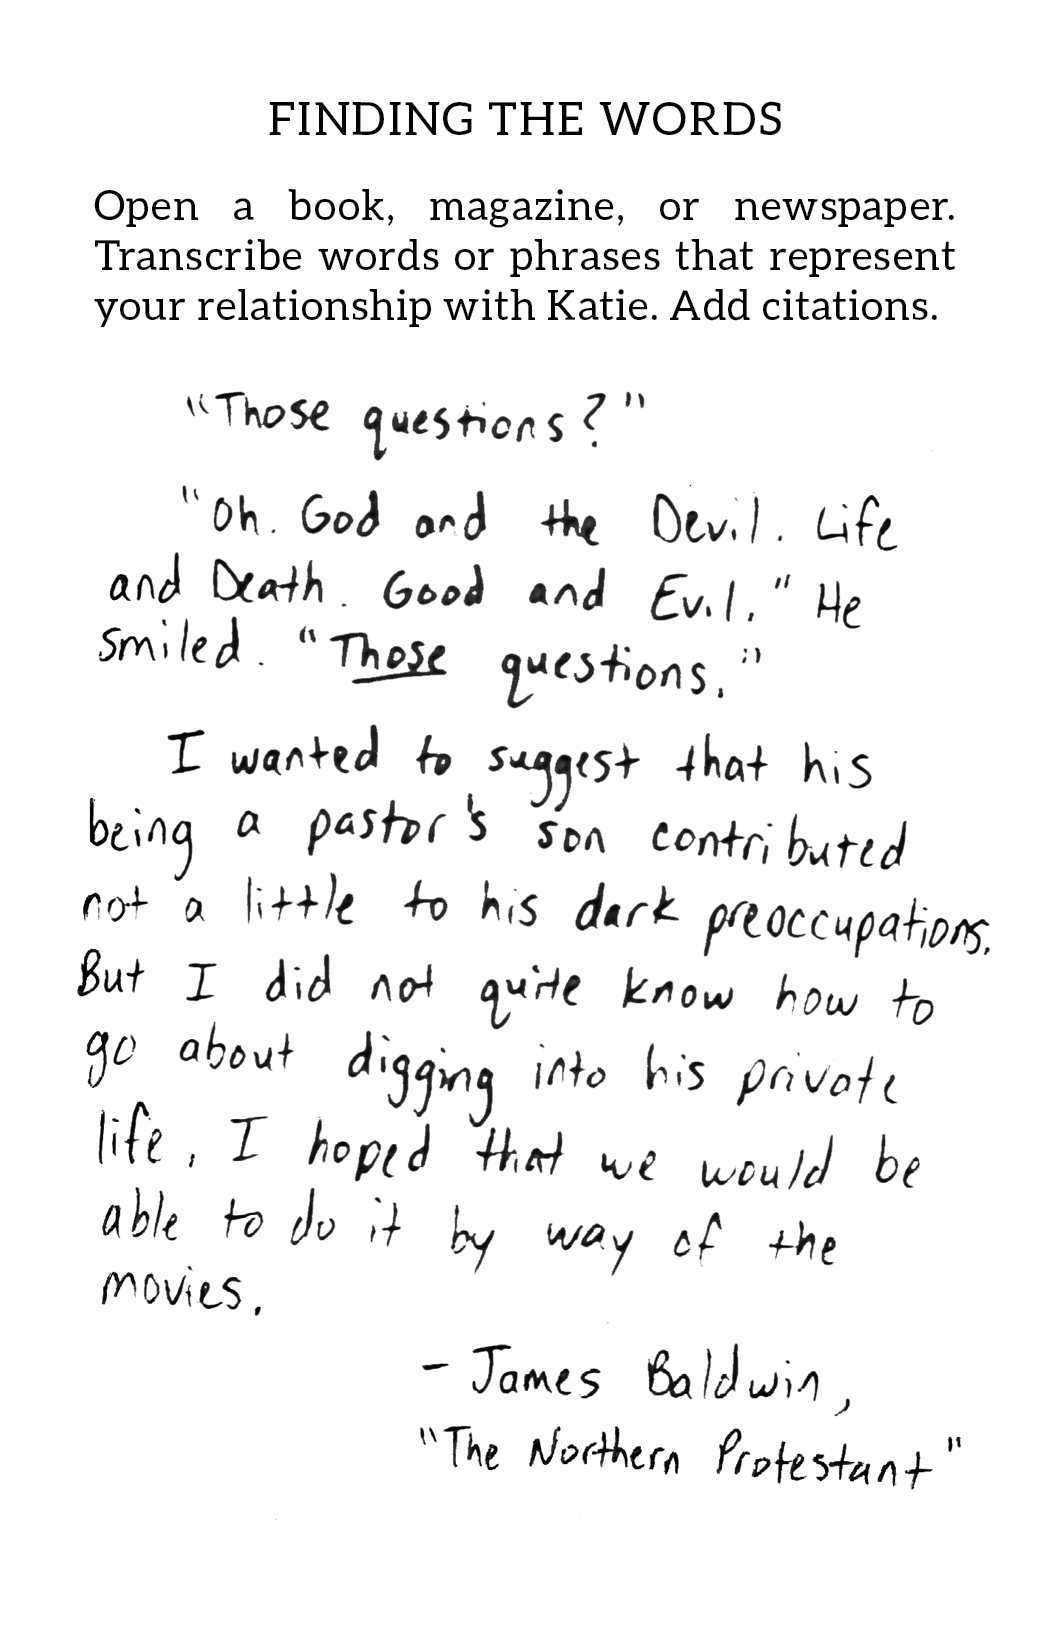 FINDING THE WORDS
Open a book, magazine, or newspaper.
Transcribe words or phrases that represent
your relationship with Katie. Add citations.
"Those questions?"
"Oh. God and the Devil. Life
and Death. Good and Evil." He
smiled. "Those questions."
I wanted to suggest that his
being a pastor's son contributed
not a little to his dark preoccupations.
But I did not quite know how to
go about digging into his private
life, I hoped that we would be
able to do it by way of the
movies.
- James Baldwin,
"The Northern Protestant"